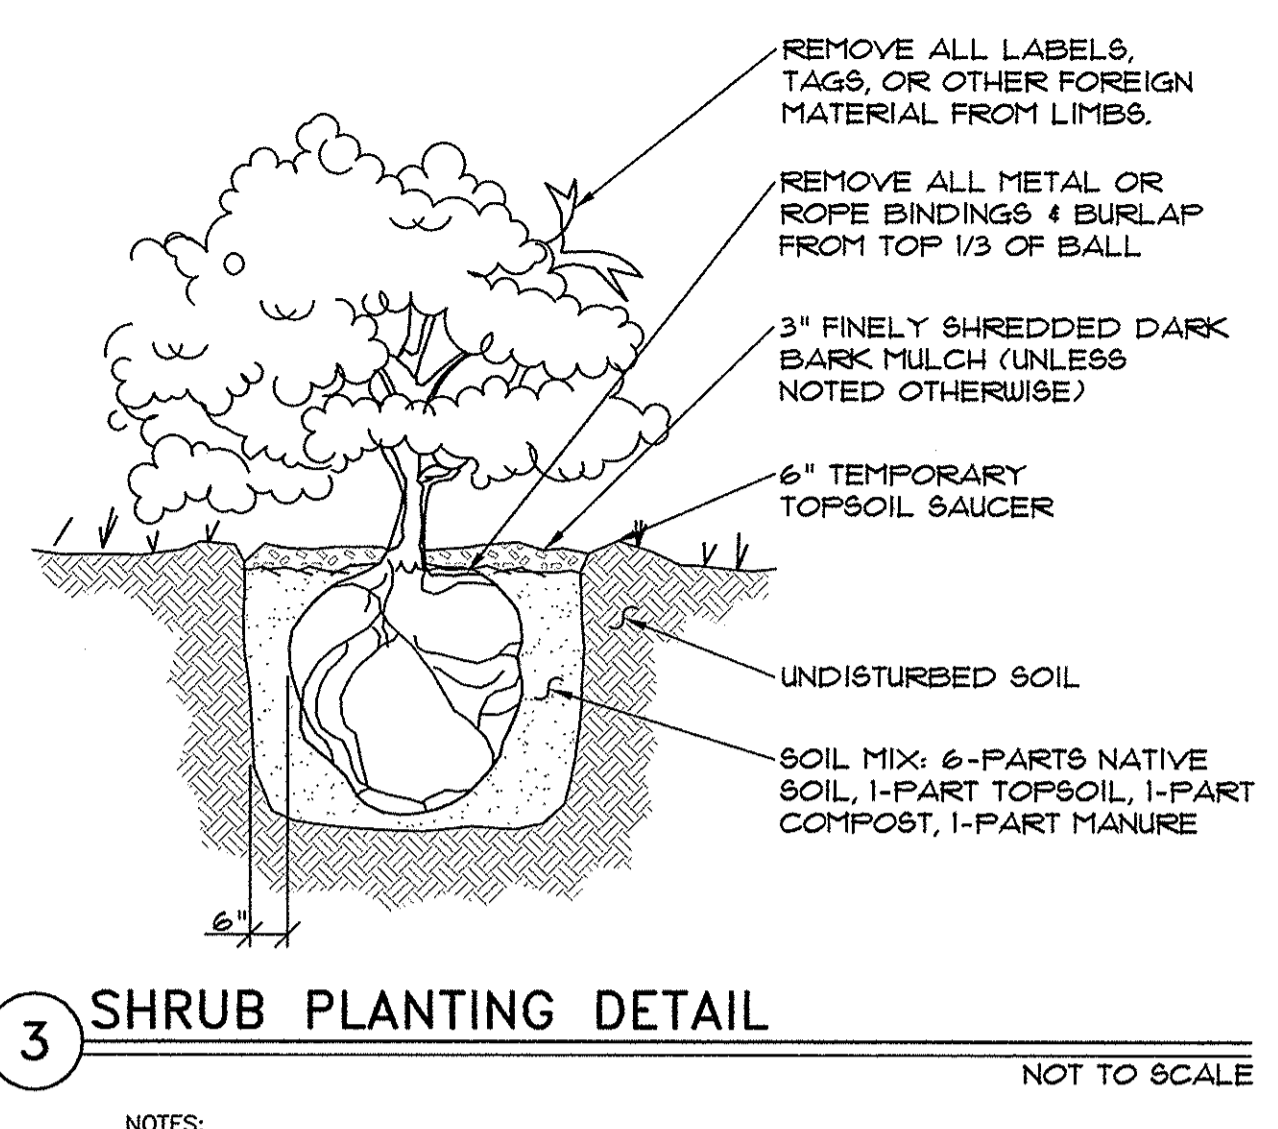 REMOVE ALL LABELS,
TAGS, OR OTHER FOREIGN
MATERIAL FROM LIMBS.
REMOVE ALL METAL OR
ROPE BINDINGS & BURLAP
FROM TOP 1/3 OF BALL
3" FINELY SHREDDED DARK
BARK MULCH (UNLESS
NOTED OTHERWISE)
6" TEMPORARY
TOPSOIL SAUCER
UNDISTURBED SOIL
SOIL MIX: 6-PARTS NATIVE
SOIL, 1-PART TOPSOIL, 1-PART
COMPOST, 1-PART MANURE
6"
3 SHRUB PLANTING DETAIL
NOT TO SCALE
NOTES: